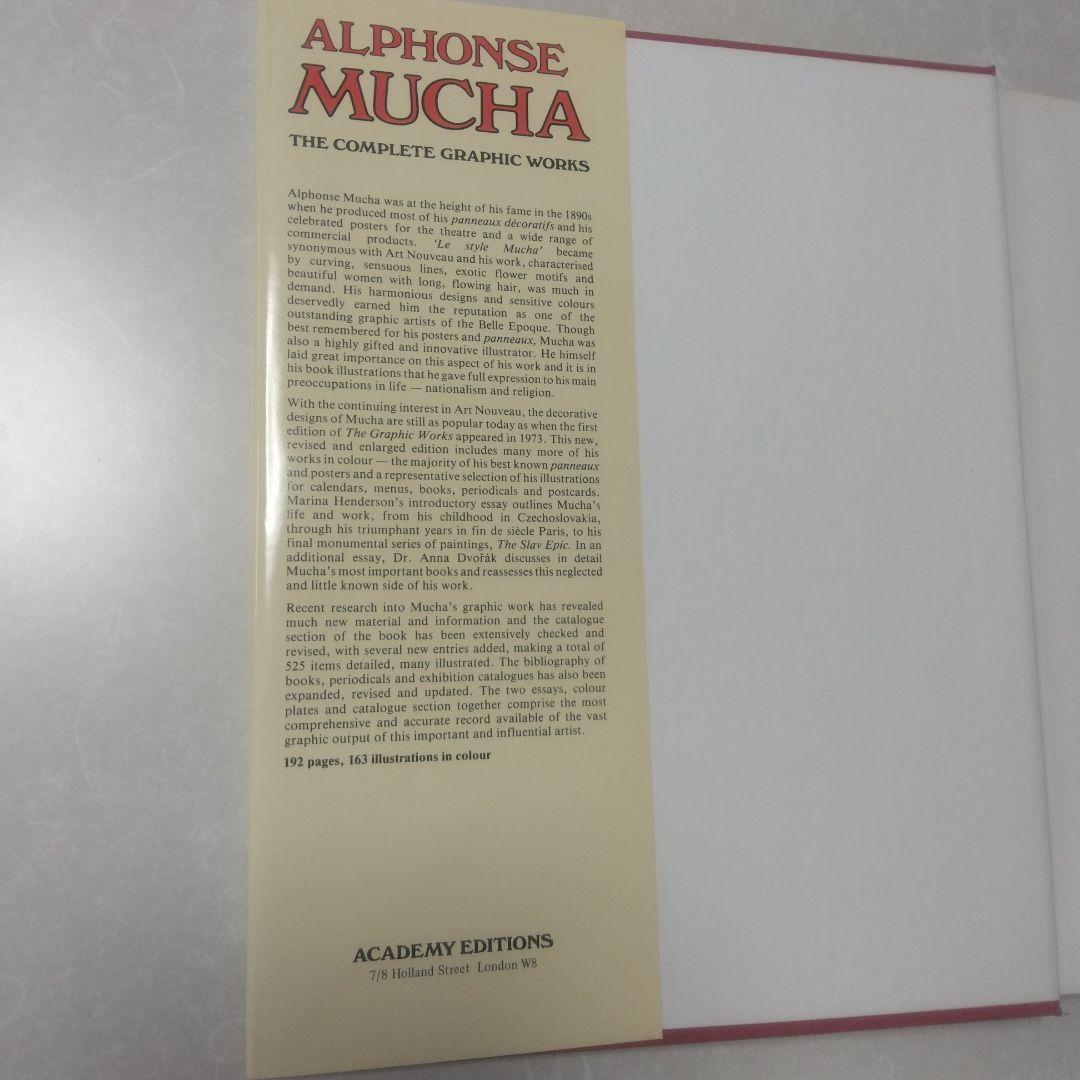 ALPHONSE
MUCHA
THE COMPLETE GRAPHIC WORKS
Alphonse Mucha was at the height of his fame in the 1890s
when he produced most of his panneaux décoratifs and his
celebrated posters for the theatre and a wide range of
commercial products. 'Le style Mucha' became
synonymous with Art Nouveau and his work, characterised
by curving, sensuous lines, exotic flower motifs and
beautiful women with long, flowing hair, was much in
demand. His harmonious designs and sensitive colours
deservedly earned him the reputation as one of the
outstanding graphic artists of the Belle Epoque. Though
best remembered for his posters and panneaux, Mucha was
also a highly gifted and innovative illustrator. He himself
laid great importance on this aspect of his work and it is in
his book illustrations that he gave full expression to his main
preoccupations in life — nationalism and religion.
With the continuing interest in Art Nouveau, the decorative
designs of Mucha are still as popular today as when the first
edition of The Graphic Works appeared in 1973. This new,
revised and enlarged edition includes many more of his
works in colour — the majority of his best known panneaux
and posters and a representative selection of his illustrations
for calendars, menus, books, periodicals and postcards.
Marina Henderson's introductory essay outlines Mucha's
life and work, from his childhood in Czechoslovakia,
through his triumphant years in fin de siècle Paris, to his
final monumental series of paintings, The Slav Epic. In an
additional essay, Dr. Anna Dvořák discusses in detail
Mucha's most important books and reassesses this neglected
and little known side of his work.
Recent research into Mucha's graphic work has revealed
much new material and information and the catalogue
section of the book has been extensively checked and
revised, with several new entries added, making a total of
525 items detailed, many illustrated. The bibliography of
books, periodicals and exhibition catalogues has also been
expanded, revised and updated. The two essays, colour
plates and catalogue section together comprise the most
comprehensive and accurate record available of the vast
graphic output of this important and influential artist.
192 pages, 163 illustrations in colour
ACADEMY EDITIONS
7/8 Holland Street London W8